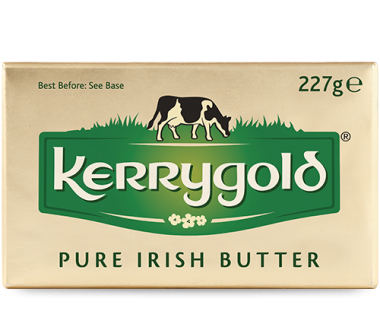 Best Before: See Base
227g℮
Kerrygold®
PURE IRISH BUTTER